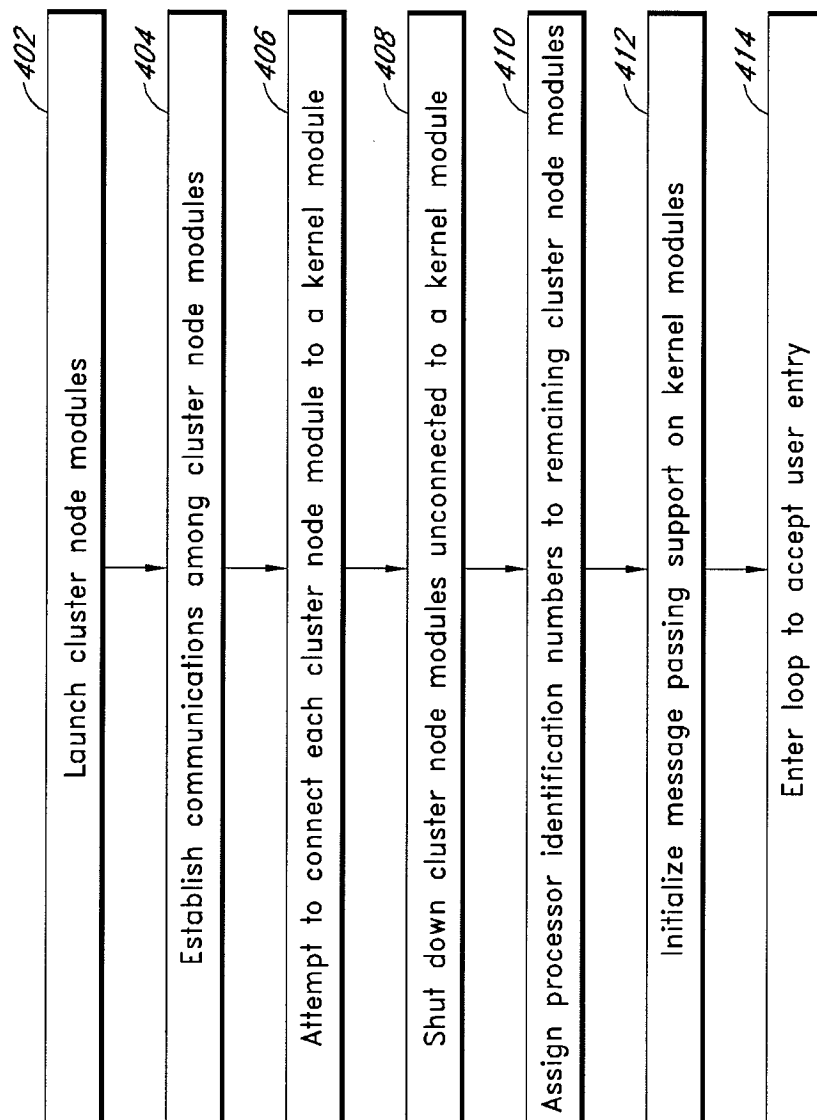 402
Launch cluster node modules
404
Establish communications among cluster node modules
406
Attempt to connect each cluster node module to a kernel module
408
Shut down cluster node modules unconnected to a kernel module
410
Assign processor identification numbers to remaining cluster node modules
412
Initialize message passing support on kernel modules
414
Enter loop to accept user entry